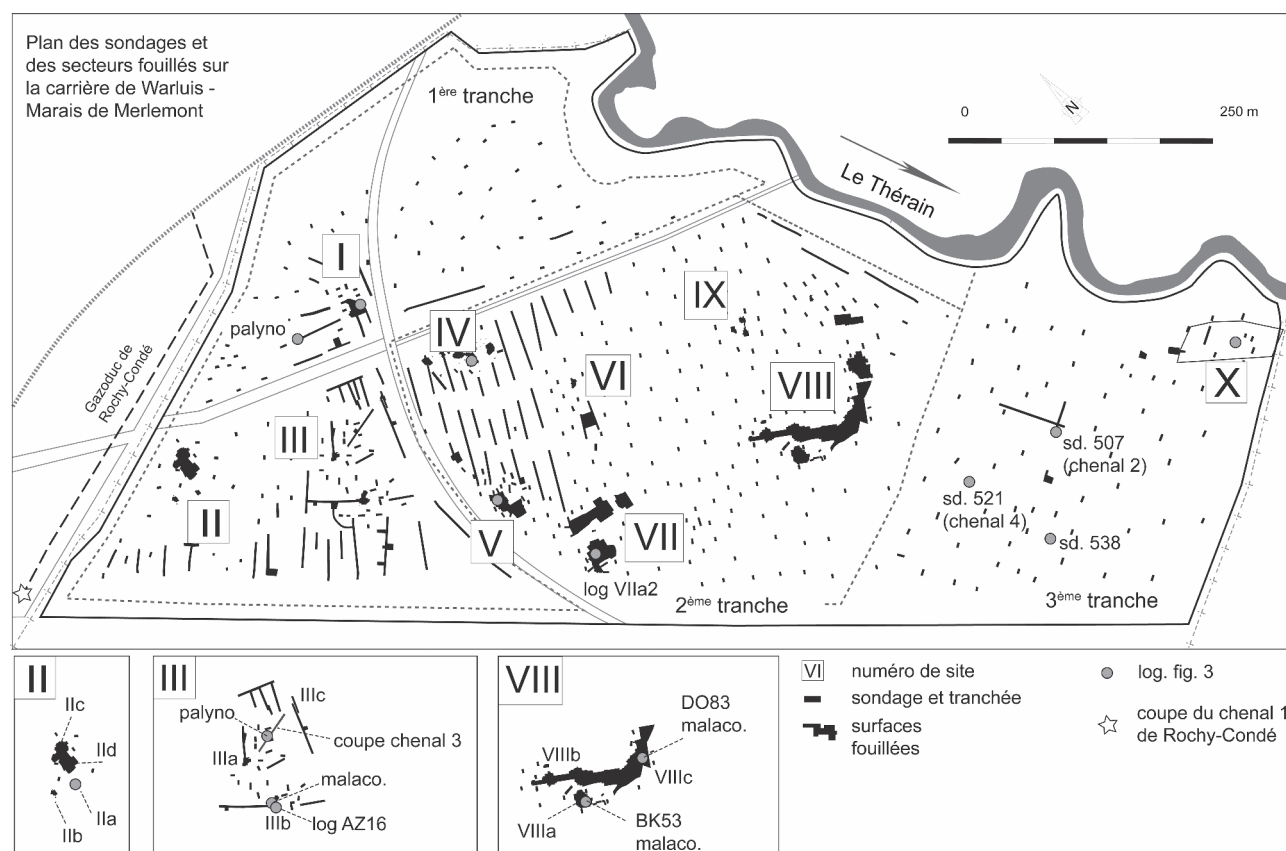 Plan des sondages et
des secteurs fouillés sur
la carrière de Warluis -
Marais de Merlemont
1ère tranche
0
250 m
N
Le Thérain
I
palyno
Gazoduc de
Rochy-Condé
IV
IX
VI
VIII
X
III
sd. 507
(chenal 2)
II
sd. 521
(chenal 4)
V
VII
sd. 538
log VIIa2
2ème tranche
3ème tranche
II
IIc
IId
IIa
IIb
III
IIIc
palyno
coupe chenal 3
IIIa
malaco.
IIIb
log AZ16
VIII
DO83
malaco.
VIIIb
VIIIc
VIIIa
BK53
malaco.
VI
numéro de site
sondage et tranchée
surfaces
fouillées
log. fig. 3
coupe du chenal 1
de Rochy-Condé